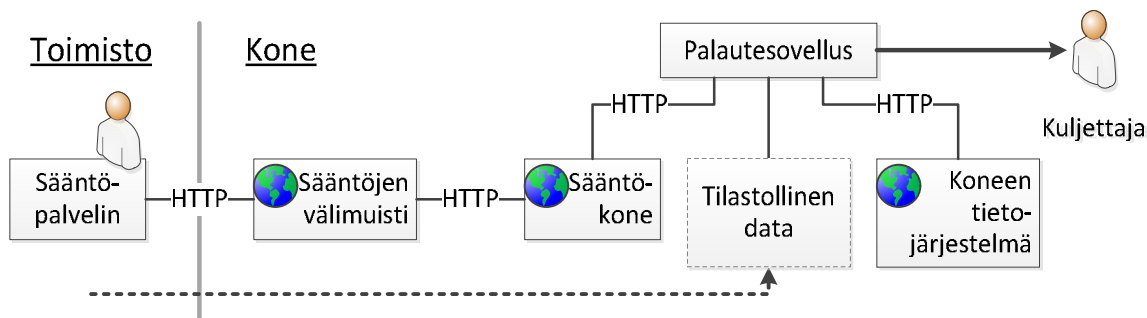 Toimisto
Kone
Palautesovellus
HTTP
HTTP
Kuljettaja
Sääntö-
palvelin
HTTP
Sääntöjen
välimuisti
HTTP
Sääntö-
kone
Tilastollinen
data
Koneen
tieto-
järjestelmä